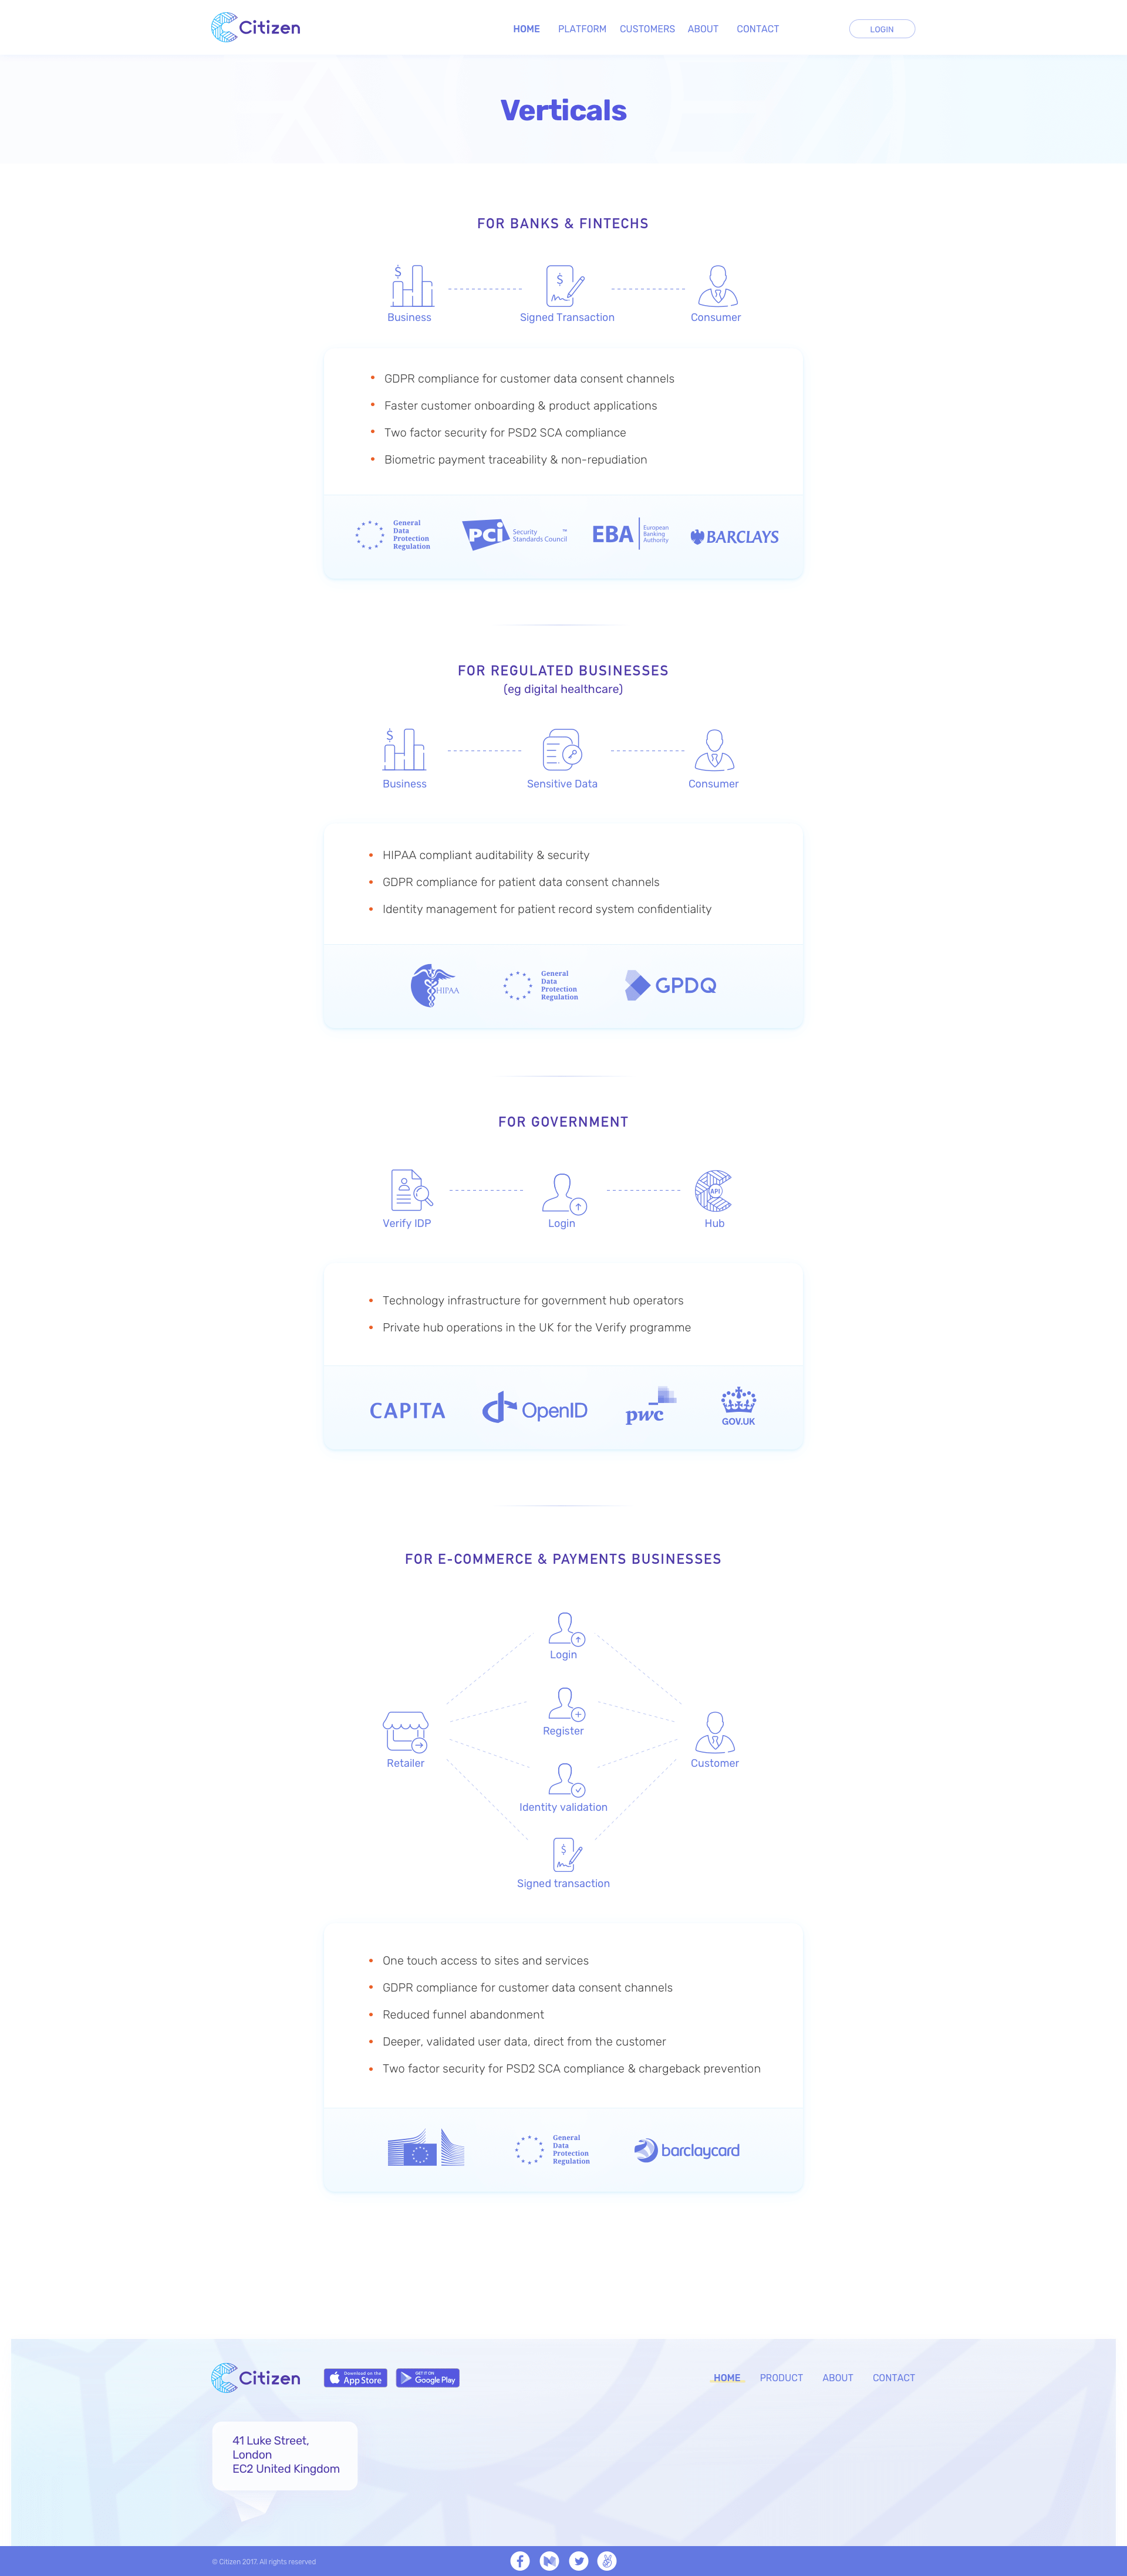 Citizen
HOME PLATFORM CUSTOMERS ABOUT CONTACT LOGIN
Verticals
FOR BANKS & FINTECHS
$ $
Business Signed Transaction Consumer
GDPR compliance for customer data consent channels
Faster customer onboarding & product applications
Two factor security for PSD2 SCA compliance
Biometric payment traceability & non-repudiation
General
Data
Protection
Regulation
PCI Security
Standards Council TM
EBA European
Banking
Authority
BARCLAYS
FOR REGULATED BUSINESSES
(eg digital healthcare)
$
Business Sensitive Data Consumer
HIPAA compliant auditability & security
GDPR compliance for patient data consent channels
Identity management for patient record system confidentiality
HIPAA
General
Data
Protection
Regulation
GPDQ
FOR GOVERNMENT
API
Verify IDP Login Hub
Technology infrastructure for government hub operators
Private hub operations in the UK for the Verify programme
CAPITA OpenID pwc GOV.UK
FOR E-COMMERCE & PAYMENTS BUSINESSES
Login
Register
Retailer Customer
Identity validation
$
Signed transaction
One touch access to sites and services
GDPR compliance for customer data consent channels
Reduced funnel abandonment
Deeper, validated user data, direct from the customer
Two factor security for PSD2 SCA compliance & chargeback prevention
General
Data
Protection
Regulation
barclaycard
Citizen
Download on the
App Store
GET IT ON
Google Play
HOME PRODUCT ABOUT CONTACT
41 Luke Street,
London
EC2 United Kingdom
© Citizen 2017. All rights reserved